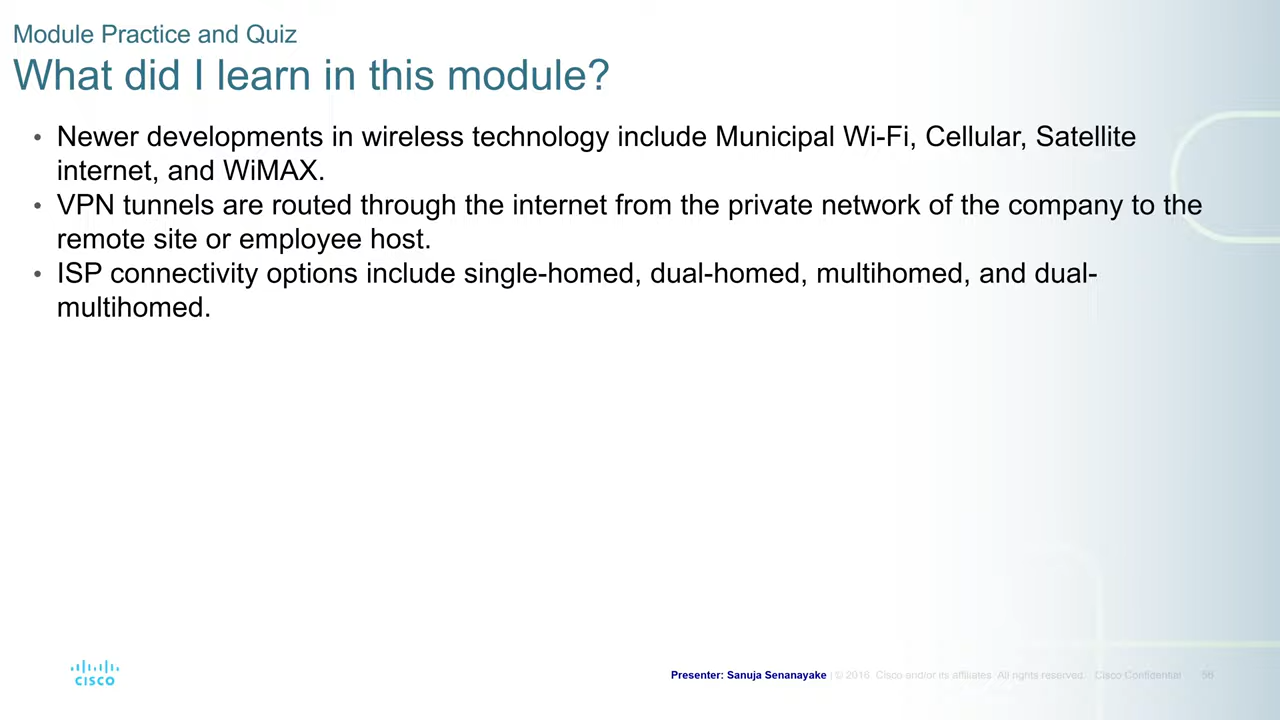 Module Practice and Quiz
What did I learn in this module?
• Newer developments in wireless technology include Municipal Wi-Fi, Cellular, Satellite
internet, and WiMAX.
• VPN tunnels are routed through the internet from the private network of the company to the
remote site or employee host.
• ISP connectivity options include single-homed, dual-homed, multihomed, and dual-
multihomed.
CISCO
Presenter: Sanuja Senanayake | © 2016 Cisco and/or its affiliates. All rights reserved. Cisco Confidential 56